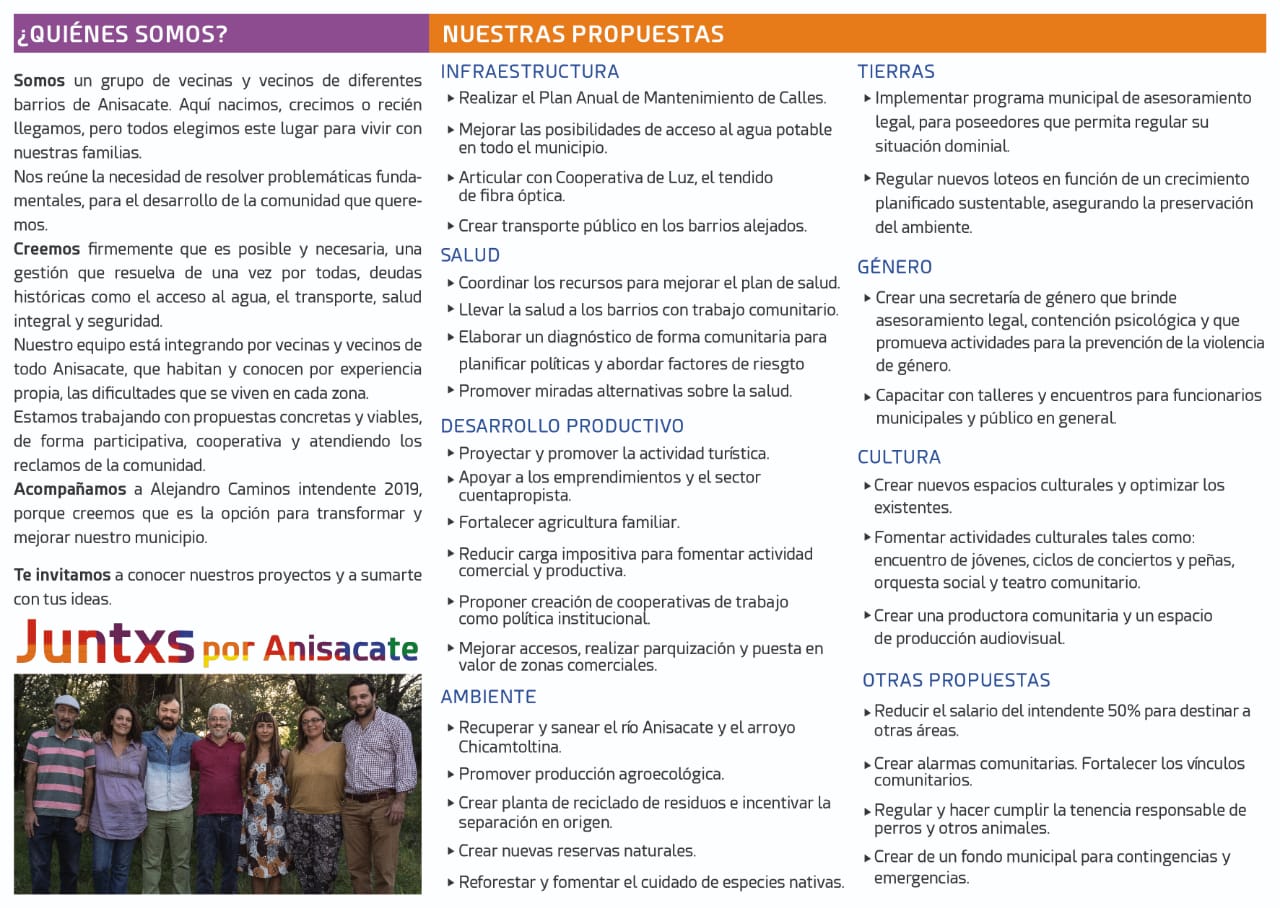 ¿QUIÉNES SOMOS?
Somos un grupo de vecinas y vecinos de diferentes
barrios de Anisacate. Aquí nacimos, crecimos o recién
llegamos, pero todos elegimos este lugar para vivir con
nuestras familias.
Nos reúne la necesidad de resolver problemáticas funda-
mentales, para el desarrollo de la comunidad que quere-
mos.
Creemos firmemente que es posible y necesaria, una
gestión que resuelva de una vez por todas, deudas
históricas como el acceso al agua, el transporte, salud
integral y seguridad.
Nuestro equipo está integrando por vecinas y vecinos de
todo Anisacate, que habitan y conocen por experiencia
propia, las dificultades que se viven en cada zona.
Estamos trabajando con propuestas concretas y viables,
de forma participativa, cooperativa y atendiendo los
reclamos de la comunidad.
Acompañamos a Alejandro Caminos intendente 2019,
porque creemos que es la opción para transformar y
mejorar nuestro municipio.
Te invitamos a conocer nuestros proyectos y a sumarte
con tus ideas.
Juntxs por Anisacate
NUESTRAS PROPUESTAS
INFRAESTRUCTURA
▸ Realizar el Plan Anual de Mantenimiento de Calles.
▸ Mejorar las posibilidades de acceso al agua potable
en todo el municipio.
▸ Articular con Cooperativa de Luz, el tendido
de fibra óptica.
▸ Crear transporte público en los barrios alejados.
SALUD
▸ Coordinar los recursos para mejorar el plan de salud.
▸ Llevar la salud a los barrios con trabajo comunitario.
▸ Elaborar un diagnóstico de forma comunitaria para
planificar políticas y abordar factores de riesgto
▸ Promover miradas alternativas sobre la salud.
DESARROLLO PRODUCTIVO
▸ Proyectar y promover la actividad turística.
▸ Apoyar a los emprendimientos y el sector
cuentapropista.
▸ Fortalecer agricultura familiar.
▸ Reducir carga impositiva para fomentar actividad
comercial y productiva.
▸ Proponer creación de cooperativas de trabajo
como política institucional.
▸ Mejorar accesos, realizar parquización y puesta en
valor de zonas comerciales.
AMBIENTE
▸ Recuperar y sanear el río Anisacate y el arroyo
Chicamtoltina.
▸ Promover producción agroecológica.
▸ Crear planta de reciclado de residuos e incentivar la
separación en origen.
▸ Crear nuevas reservas naturales.
▸ Reforestar y fomentar el cuidado de especies nativas.
TIERRAS
▸ Implementar programa municipal de asesoramiento
legal, para poseedores que permita regular su
situación dominial.
▸ Regular nuevos loteos en función de un crecimiento
planificado sustentable, asegurando la preservación
del ambiente.
GÉNERO
▸ Crear una secretaría de género que brinde
asesoramiento legal, contención psicológica y que
promueva actividades para la prevención de la violencia
de género.
▸ Capacitar con talleres y encuentros para funcionarios
municipales y público en general.
CULTURA
▸ Crear nuevos espacios culturales y optimizar los
existentes.
▸ Fomentar actividades culturales tales como:
encuentro de jóvenes, ciclos de conciertos y peñas,
orquesta social y teatro comunitario.
▸ Crear una productora comunitaria y un espacio
de producción audiovisual.
OTRAS PROPUESTAS
▸ Reducir el salario del intendente 50% para destinar a
otras áreas.
▸ Crear alarmas comunitarias. Fortalecer los vínculos
comunitarios.
▸ Regular y hacer cumplir la tenencia responsable de
perros y otros animales.
▸ Crear de un fondo municipal para contingencias y
emergencias.